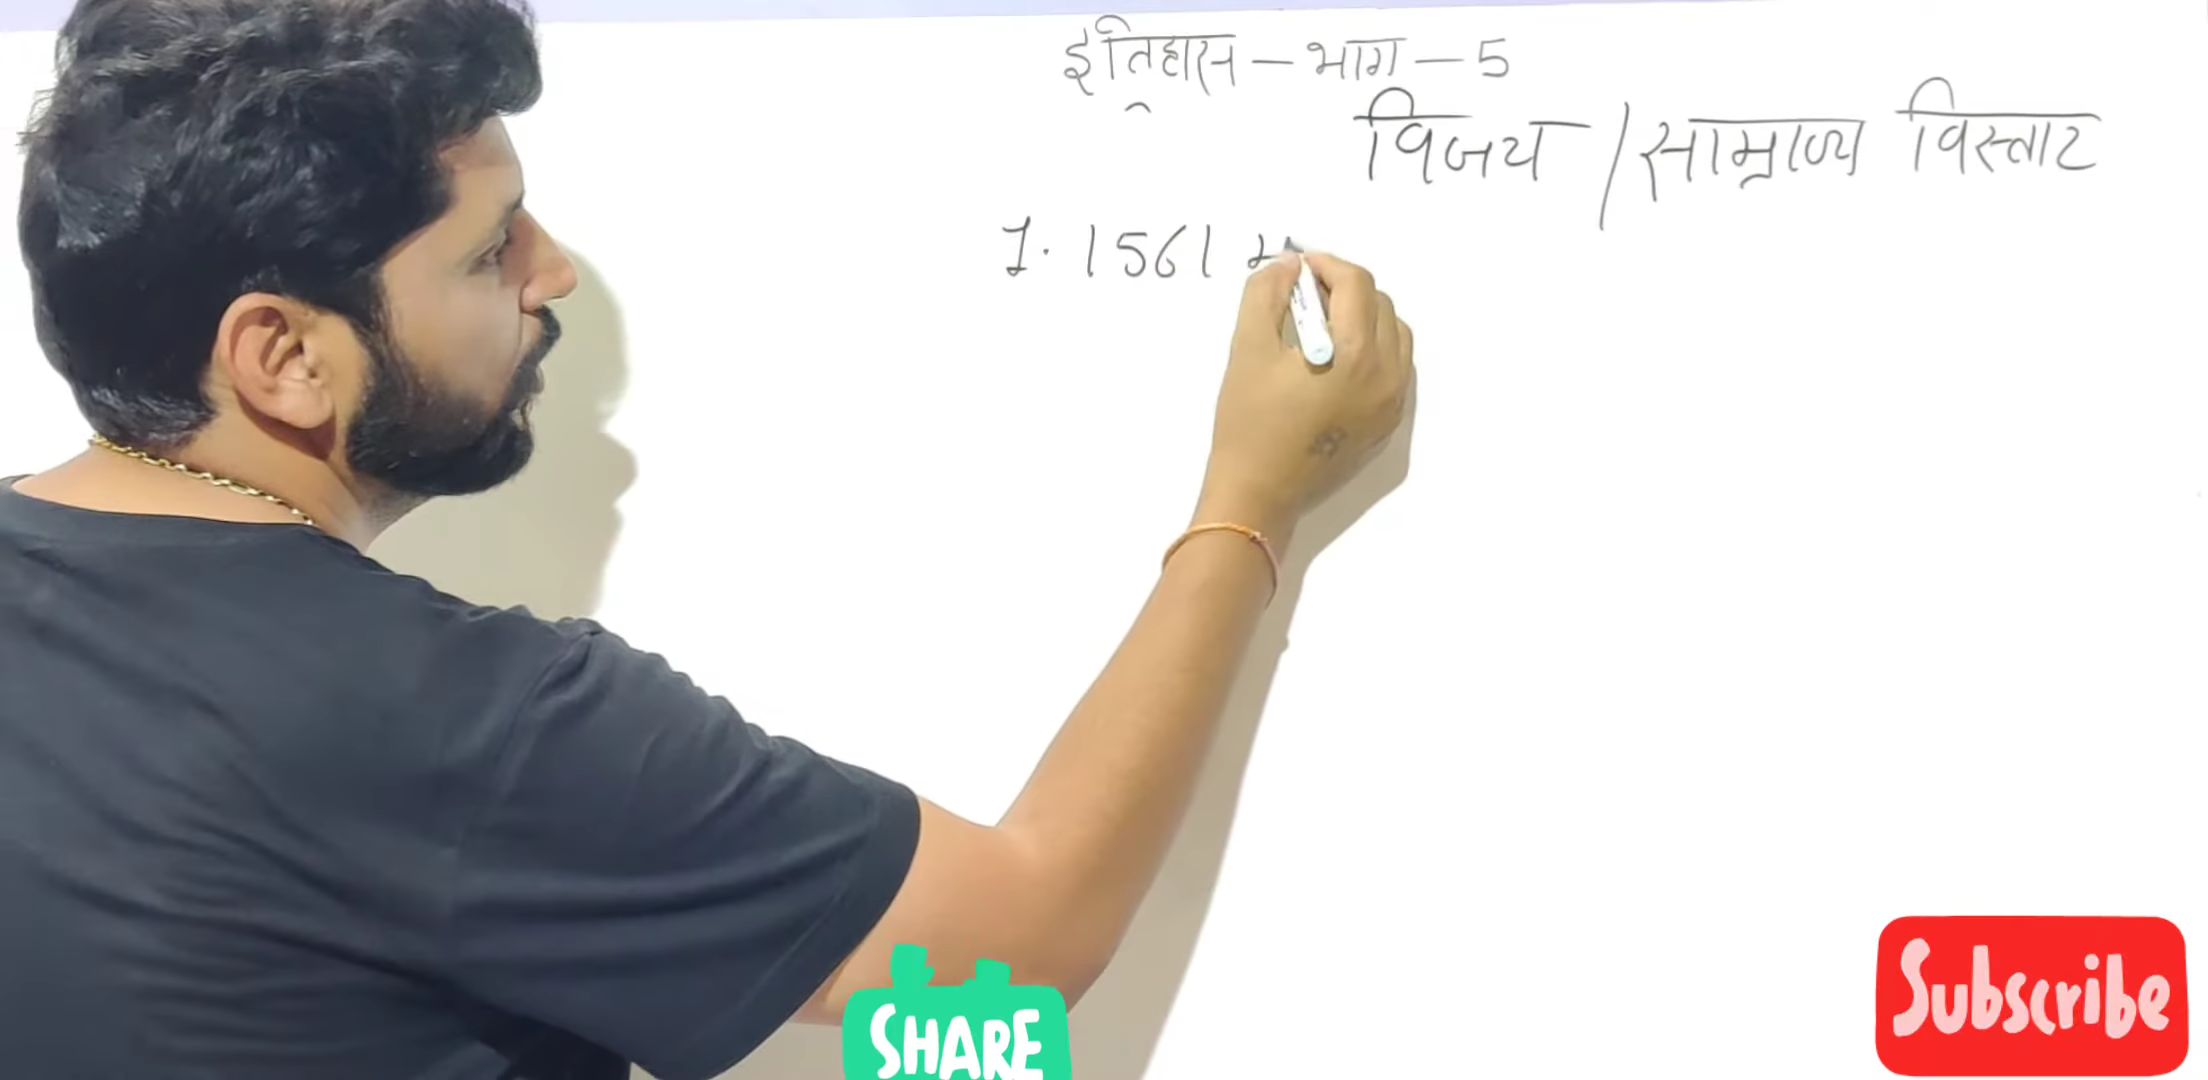 इतिहास – भाग – 5
विजय / साम्राज्य विस्तार
1. 1561 म
SHARE
Subscribe